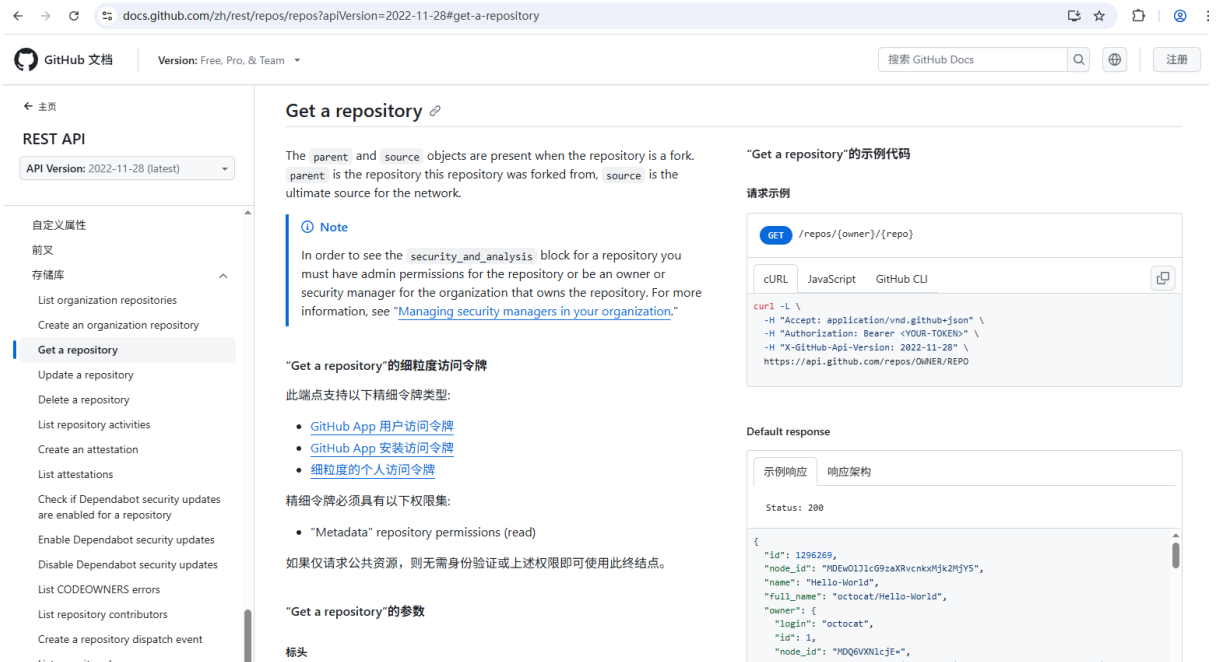 docs.github.com/zh/rest/repos/repos?apiVersion=2022-11-28#get-a-repository
GitHub 文档
Version: Free, Pro, & Team
搜索 GitHub Docs
注册
主页
REST API
API Version: 2022-11-28 (latest)
自定义属性
前叉
存储库
List organization repositories
Create an organization repository
Get a repository
Update a repository
Delete a repository
List repository activities
Create an attestation
List attestations
Check if Dependabot security updates
are enabled for a repository
Enable Dependabot security updates
Disable Dependabot security updates
List CODEOWNERS errors
List repository contributors
Create a repository dispatch event
Get a repository
The parent and source objects are present when the repository is a fork.
parent is the repository this repository was forked from, source is the
ultimate source for the network.
Note
In order to see the security_and_analysis block for a repository you
must have admin permissions for the repository or be an owner or
security manager for the organization that owns the repository. For more
information, see "Managing security managers in your organization."
“Get a repository”的细粒度访问令牌
此端点支持以下精细令牌类型:
• GitHub App 用户访问令牌
• GitHub App 安装访问令牌
• 细粒度的个人访问令牌
精细令牌必须具有以下权限集:
• "Metadata" repository permissions (read)
如果仅请求公共资源，则无需身份验证或上述权限即可使用此终结点。
“Get a repository”的参数
标头
“Get a repository”的示例代码
请求示例
GET /repos/{owner}/{repo}
cURL JavaScript GitHub CLI
curl -L \
-H "Accept: application/vnd.github+json" \
-H "Authorization: Bearer <YOUR-TOKEN>" \
-H "X-GitHub-Api-Version: 2022-11-28" \
https://api.github.com/repos/OWNER/REPO
Default response
示例响应 响应架构
Status: 200
{
"id": 1296269,
"node_id": "MDEwOlJlcG9zaXRvcnkxMjk2MjY5",
"name": "Hello-World",
"full_name": "octocat/Hello-World",
"owner": {
"login": "octocat",
"id": 1,
"node_id": "MDQ6VXNlcjE=",